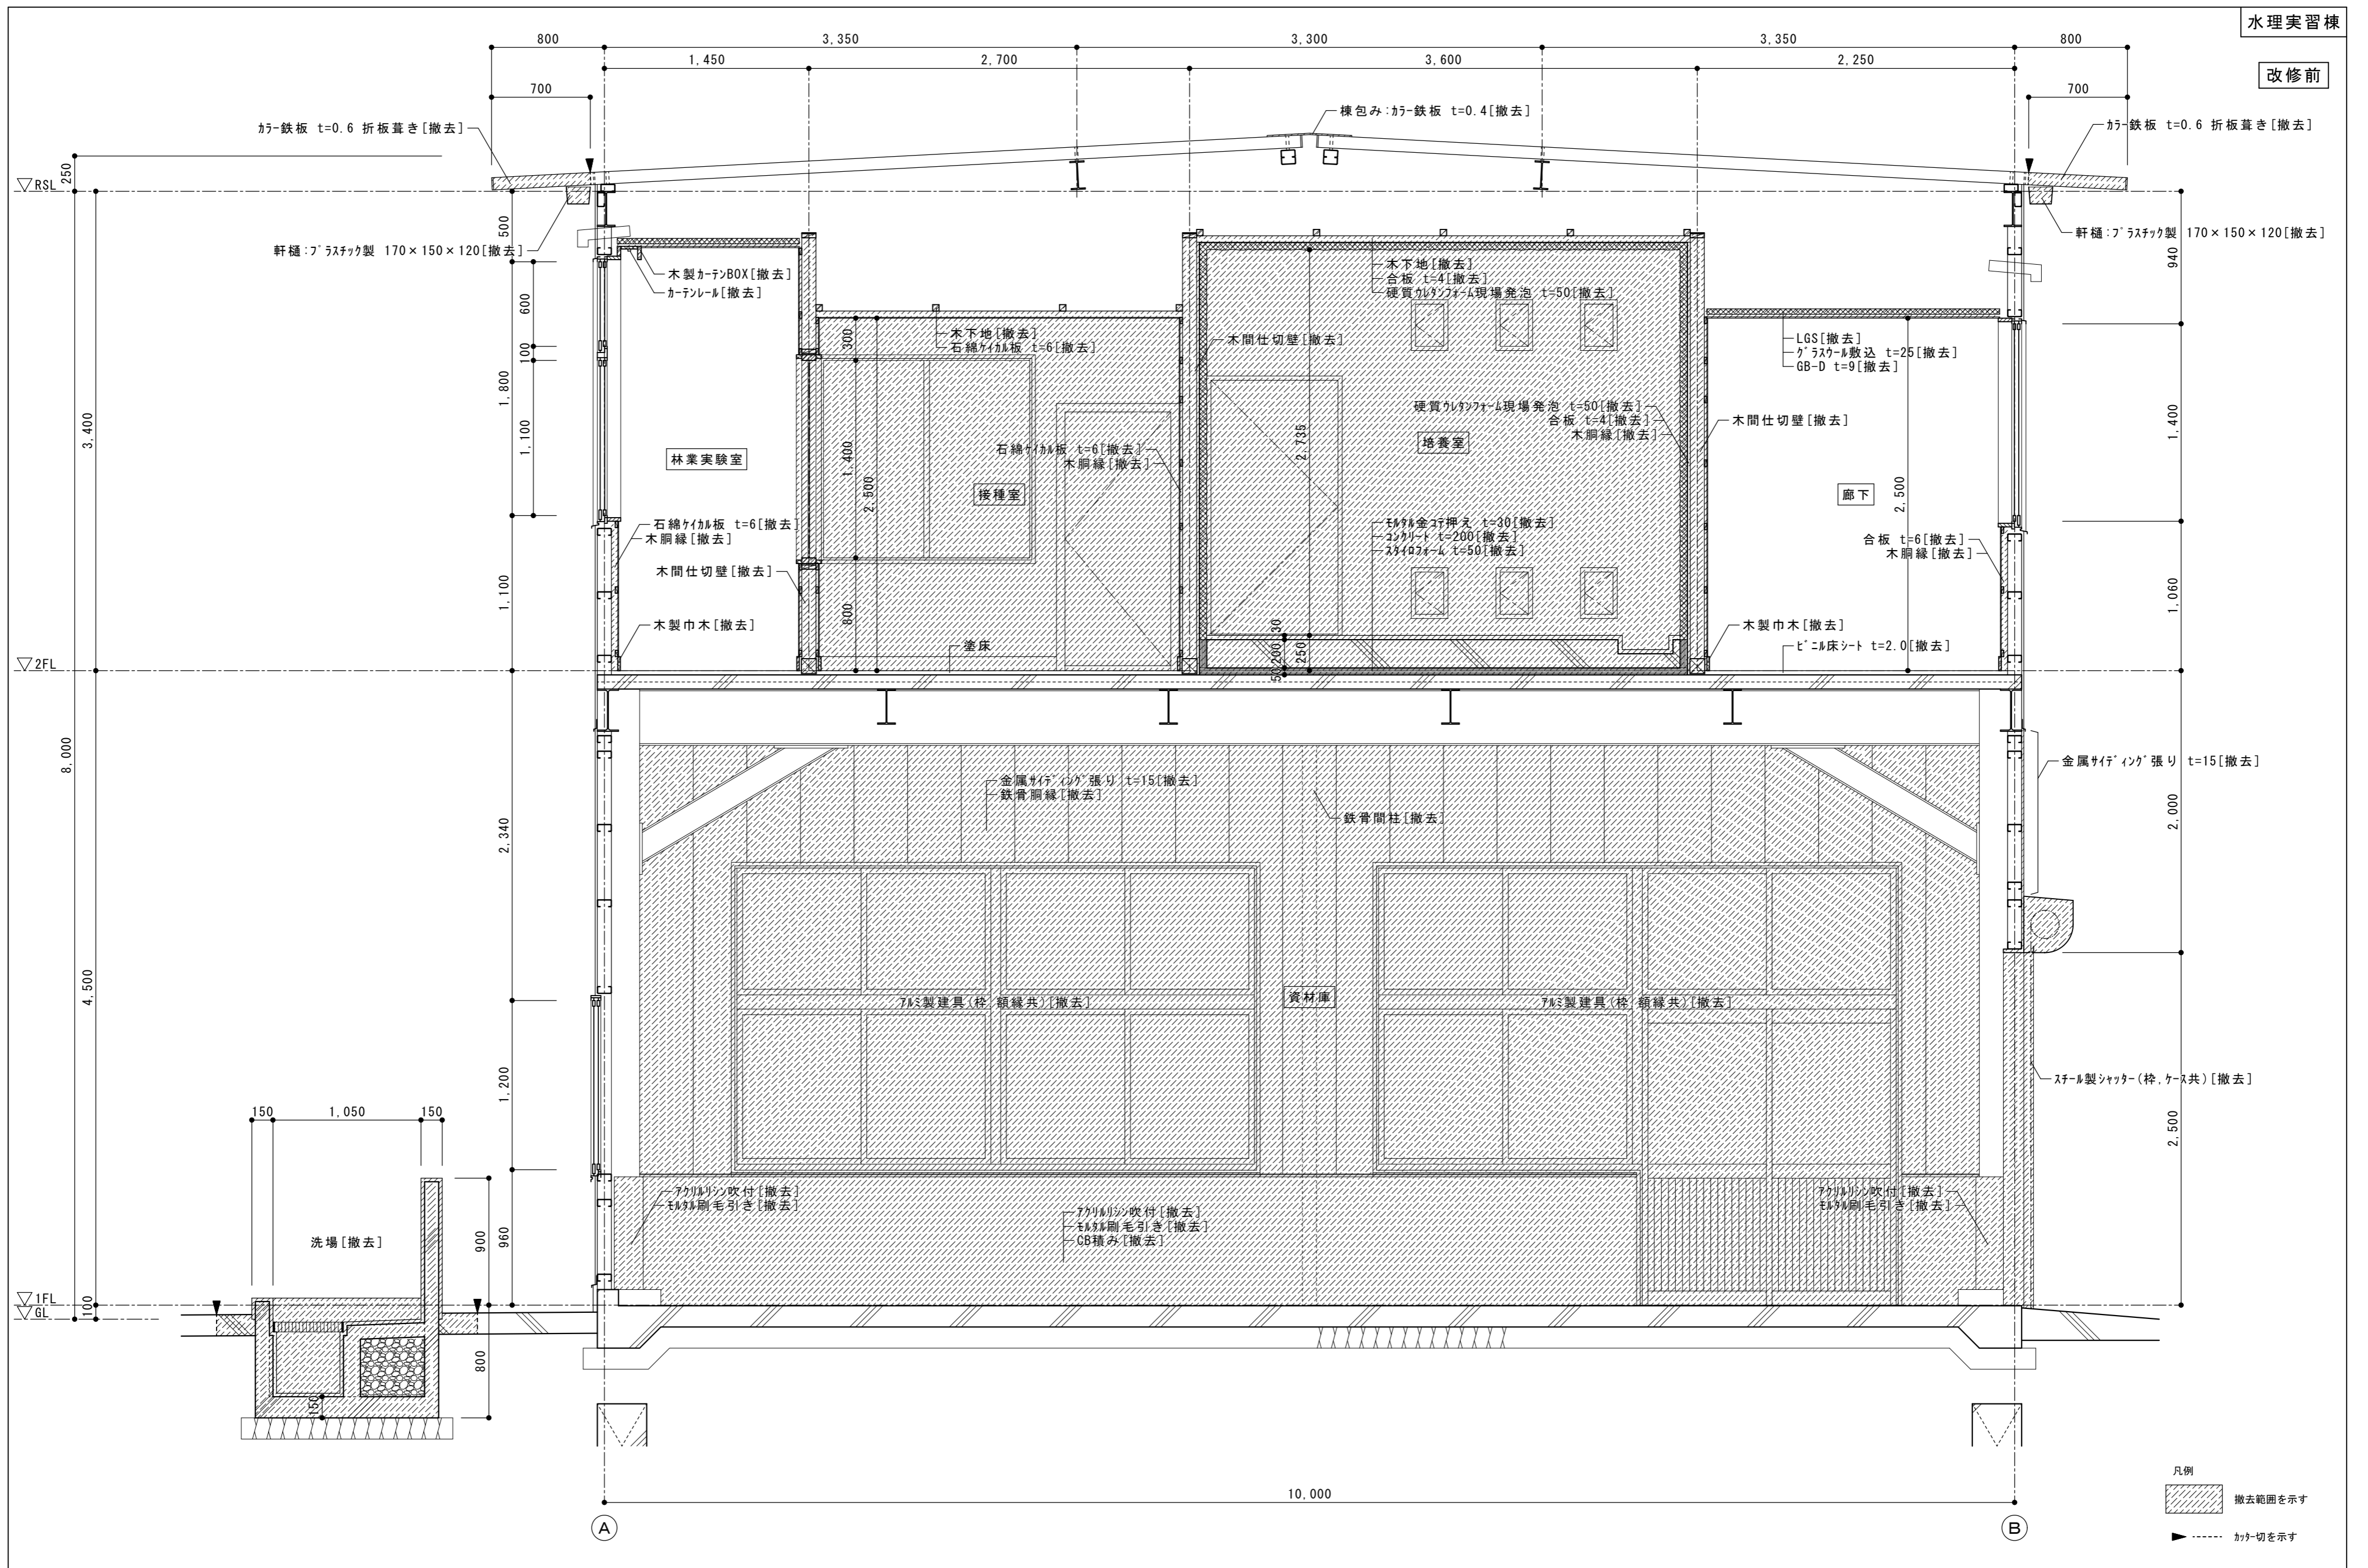 水理実習棟
改修前
800
3,350
3,300
3,350
800
1,450
2,700
3,600
2,250
700
700
棟包み:カラー鉄板 t=0.4[撤去]
カラー鉄板 t=0.6 折板葺き[撤去]
カラー鉄板 t=0.6 折板葺き[撤去]
250
▽RSL
軒樋:プラスチック製 170×150×120[撤去]
軒樋:プラスチック製 170×150×120[撤去]
500
940
木製カーテンBOX[撤去]
カーテンレール[撤去]
木下地[撤去]
合板 t=4[撤去]
硬質ウレタンフォーム現場発泡 t=50[撤去]
600
100
1,800
1,100
3,400
300
木下地[撤去]
石綿ケイカル板 t=6[撤去]
木間仕切壁[撤去]
LGS[撤去]
グラスウール敷込 t=25[撤去]
GB-D t=9[撤去]
硬質ウレタンフォーム現場発泡 t=50[撤去]
合板 t=4[撤去]
木胴縁[撤去]
木間仕切壁[撤去]
1,400
林業実験室
石綿ケイカル板 t=6[撤去]
木胴縁[撤去]
1,400
2,500
接種室
2,735
培養室
2,500
廊下
石綿ケイカル板 t=6[撤去]
木胴縁[撤去]
モルタル金コテ押え t=30[撤去]
コンクリート t=200[撤去]
スタイロフォーム t=50[撤去]
合板 t=6[撤去]
木胴縁[撤去]
木間仕切壁[撤去]
1,100
800
1,060
木製巾木[撤去]
塗床
30
200
50
250
木製巾木[撤去]
ビニル床シート t=2.0[撤去]
▽2FL
8,000
金属サイディング張り t=15[撤去]
鉄骨胴縁[撤去]
鉄骨間柱[撤去]
金属サイディング張り t=15[撤去]
2,340
2,000
4,500
アルミ製建具(枠,額縁共)[撤去]
資材庫
アルミ製建具(枠,額縁共)[撤去]
スチール製シャッター(枠,ケース共)[撤去]
1,200
2,500
150
1,050
150
アクリルリシン吹付[撤去]
モルタル刷毛引き[撤去]
アクリルリシン吹付[撤去]
モルタル刷毛引き[撤去]
CB積み[撤去]
アクリルリシン吹付[撤去]
モルタル刷毛引き[撤去]
洗場[撤去]
900
960
▽1FL
▽GL
100
800
150
10,000
A
B
凡例
撤去範囲を示す
カッター切を示す